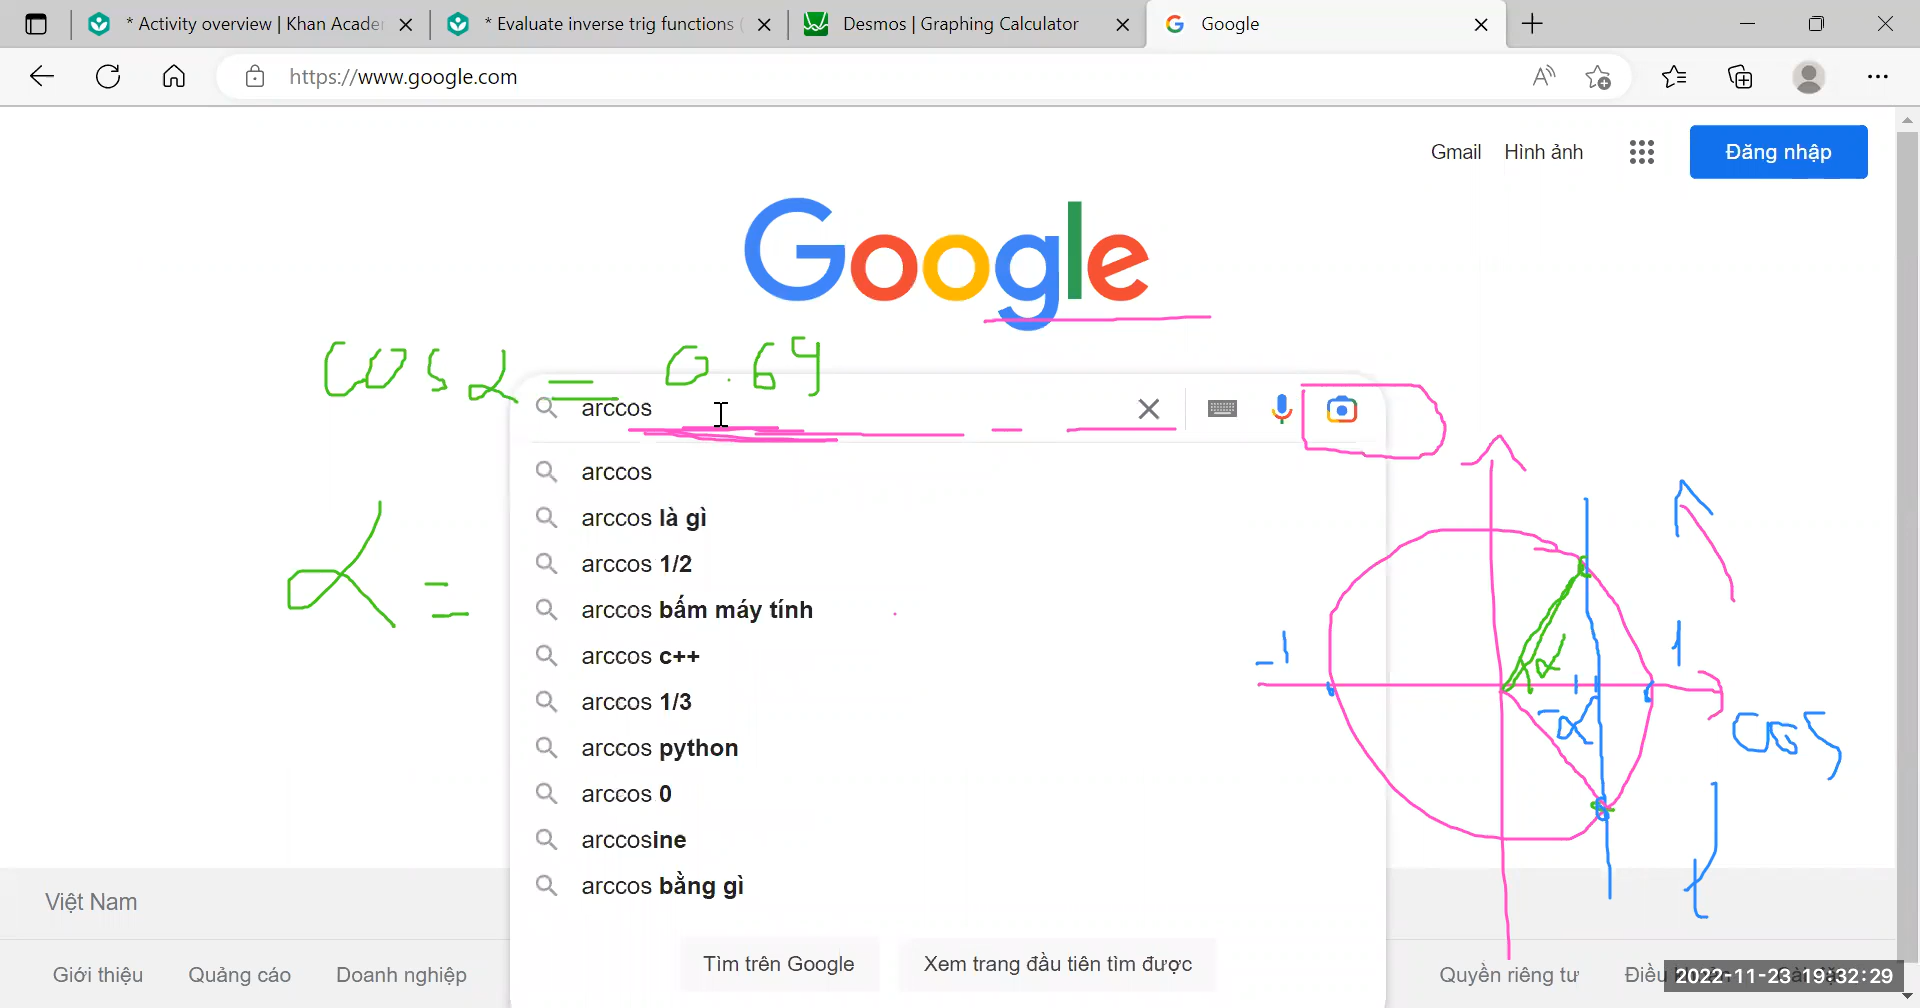 * Activity overview | Khan Acade
* Evaluate inverse trig functions (
Desmos | Graphing Calculator
Google
https://www.google.com
Gmail Hình ảnh Đăng nhập
Google
cos α = 0.64
arccos
arccos
arccos là gì
arccos 1/2
arccos bấm máy tính
arccos c++
arccos 1/3
arccos python
arccos 0
arccosine
arccos bằng gì
α =
-1
1
α
-α
cos
Tìm trên Google Xem trang đầu tiên tìm được
Việt Nam
Giới thiệu Quảng cáo Doanh nghiệp Quyền riêng tư Điều
2022-11-23 19:32:29